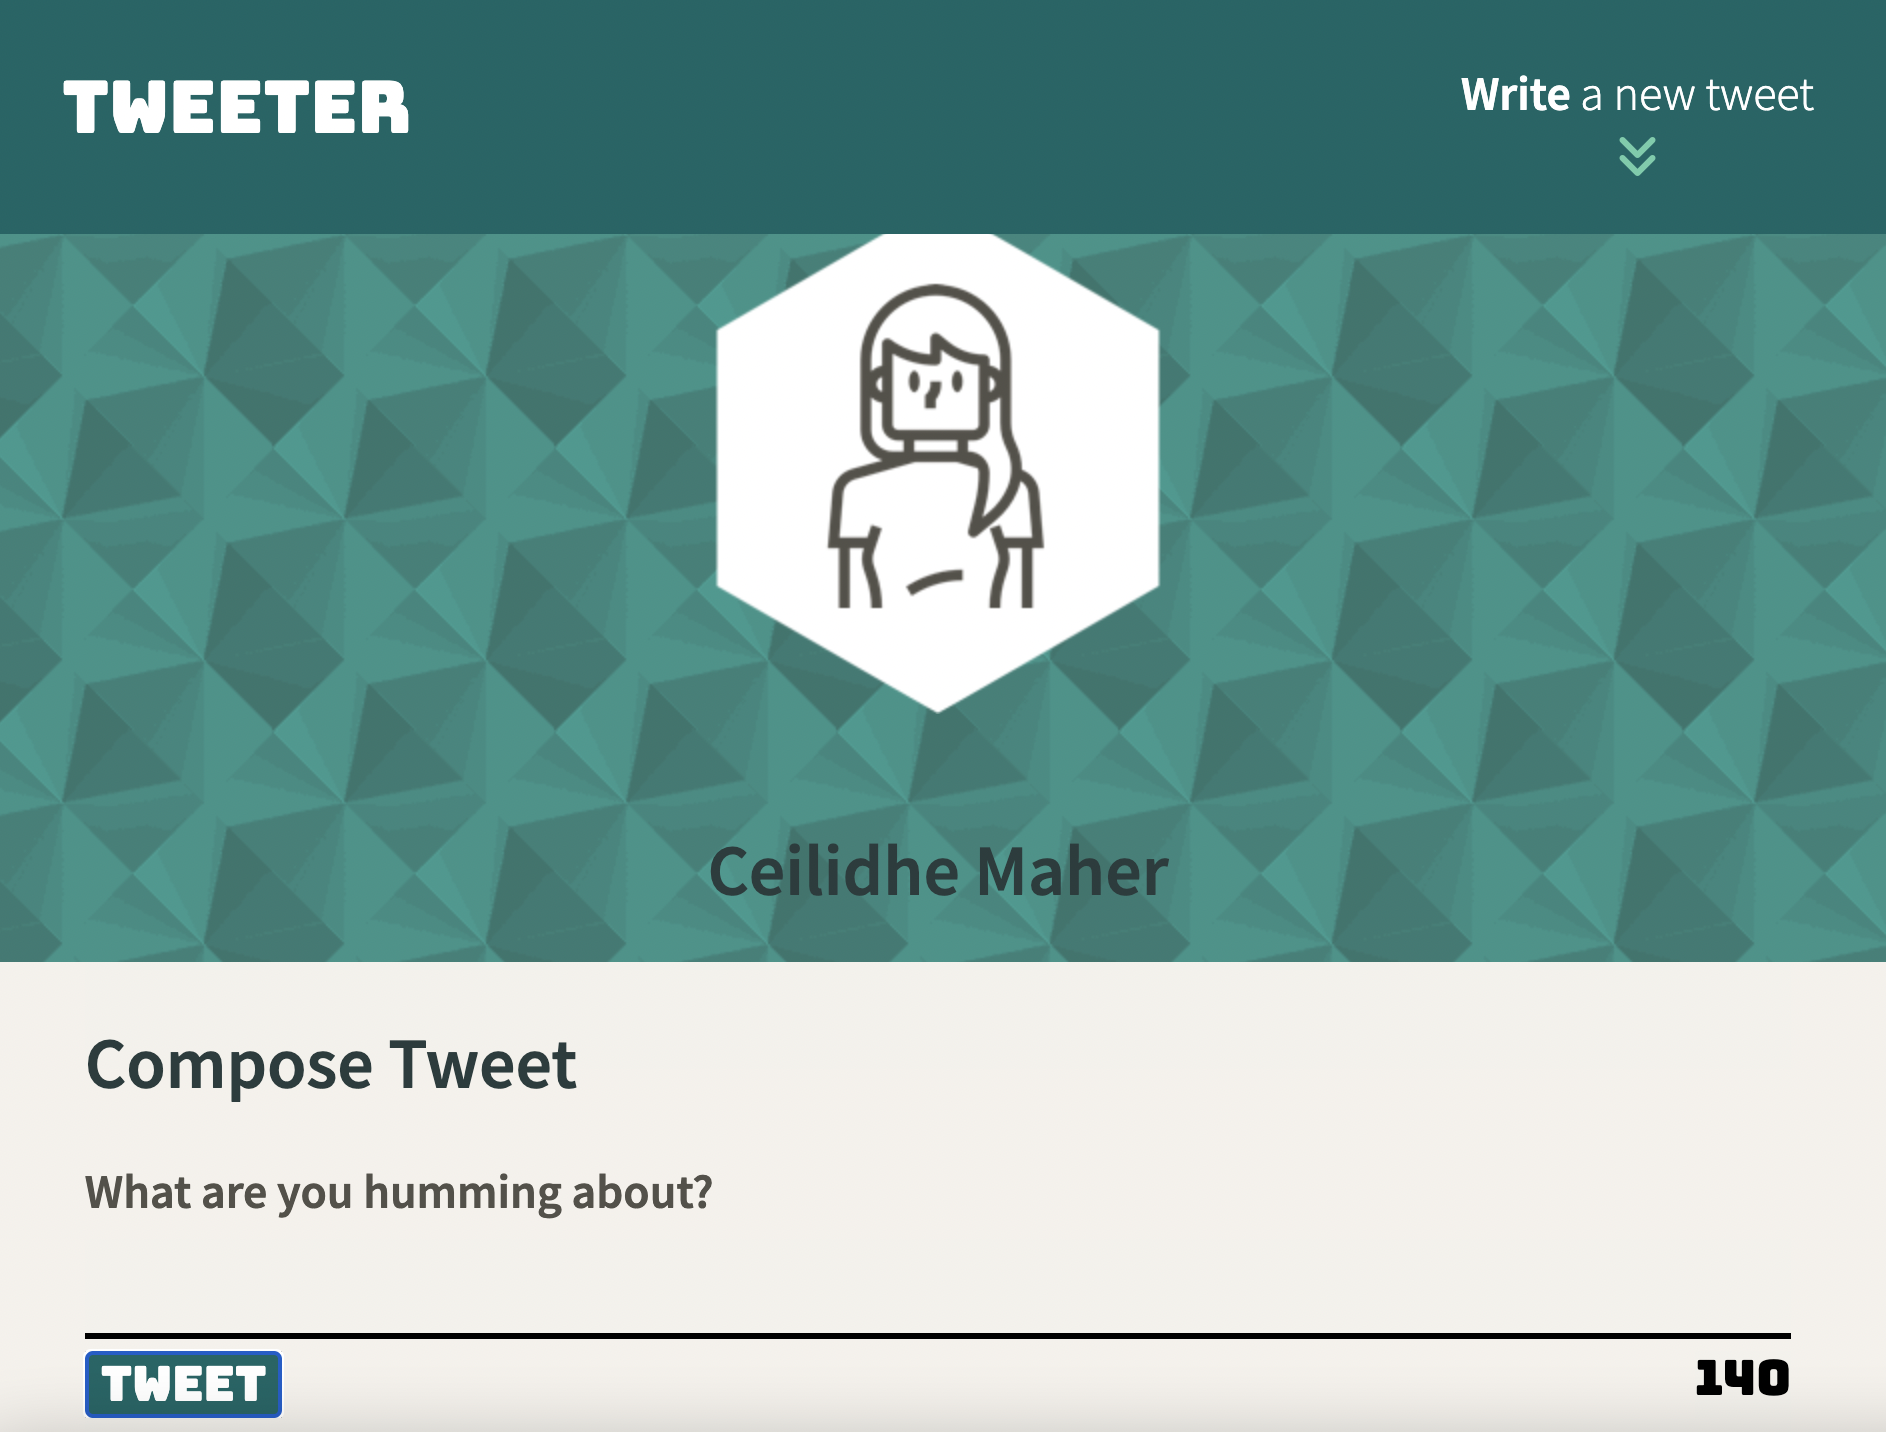 TWEETER
Write a new tweet
Ceilidhe Maher
Compose Tweet
What are you humming about?
TWEET
140